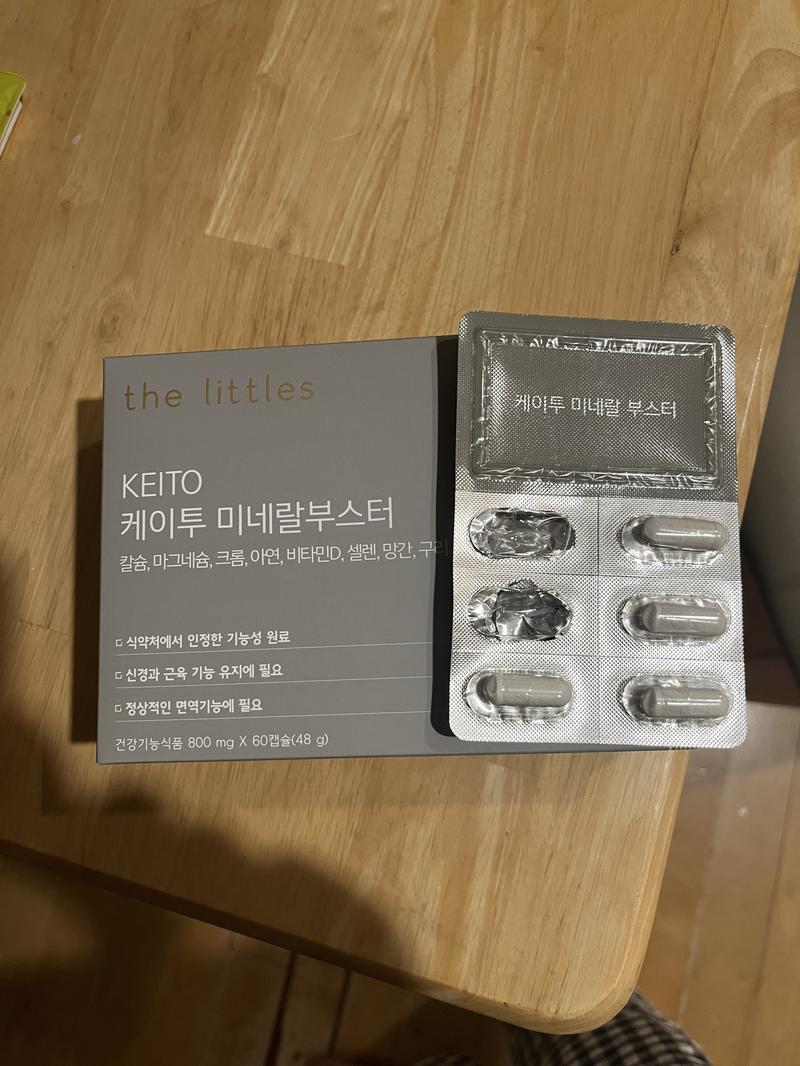 the littles
KEITO
케이투 미네랄부스터
칼슘, 마그네슘, 크롬, 아연, 비타민D, 셀렌, 망간, 구리
식약처에서 인정한 기능성 원료
신경과 근육 기능 유지에 필요
정상적인 면역기능에 필요
건강기능식품 800 mg X 60캡슐(48 g)
케이투 미네랄 부스터